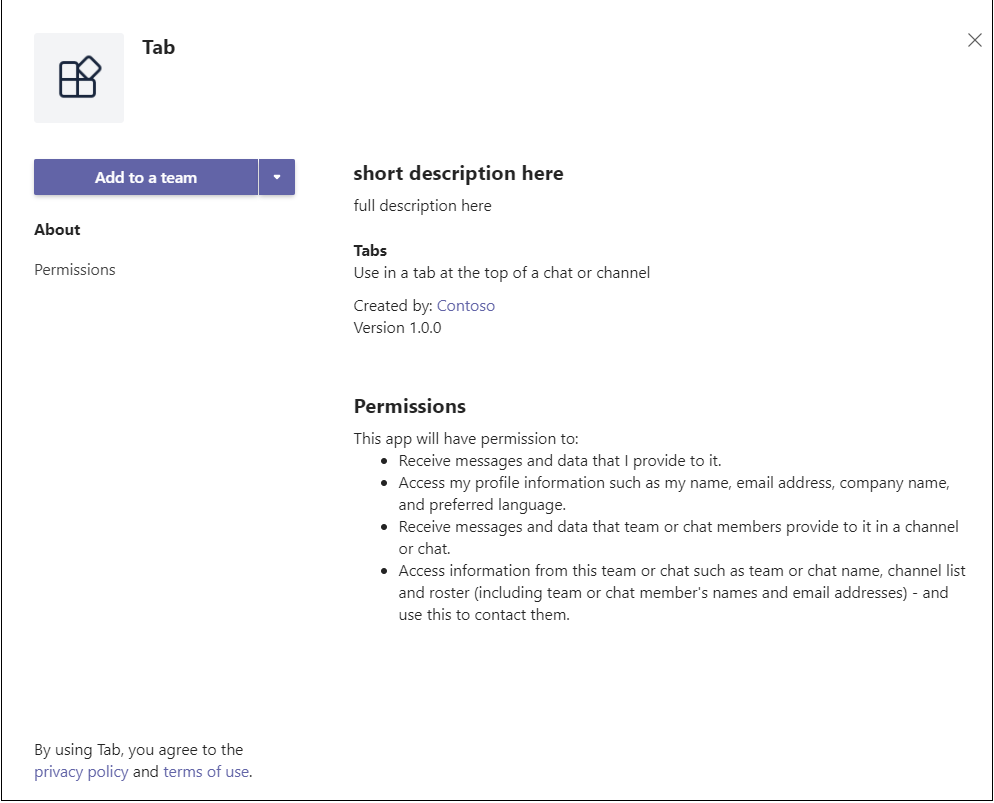 Tab
Add to a team
About
Permissions
short description here
full description here
Tabs
Use in a tab at the top of a chat or channel
Created by: Contoso
Version 1.0.0
Permissions
This app will have permission to:
• Receive messages and data that I provide to it.
• Access my profile information such as my name, email address, company name,
and preferred language.
• Receive messages and data that team or chat members provide to it in a channel
or chat.
• Access information from this team or chat such as team or chat name, channel list
and roster (including team or chat member's names and email addresses) - and
use this to contact them.
By using Tab, you agree to the
privacy policy and terms of use.